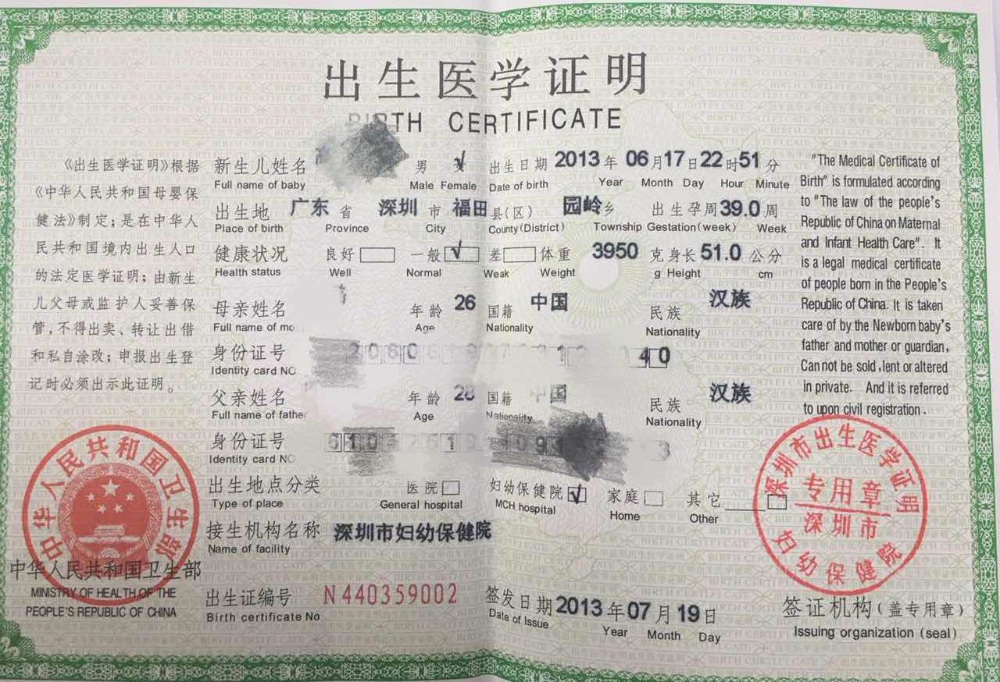 出生医学证明
BIRTH CERTIFICATE
《出生医学证明》根据
《中华人民共和国母婴保
健法》制定；是在中华人
民共和国境内出生人口
的法定医学证明；由新生
儿父母或监护人妥善保
管，不得出卖、转让出借
和私自涂改；申报出生登
记时必须出示此证明。
新生儿姓名 男 女 出生日期 2013 年 06 月 17 日 22 时 51 分
Full name of baby Male Female Date of birth Year Month Day Hour Minute
出生地 广东 省 深圳 市 福田 县(区) 园岭 乡 出生孕周 39.0 周
Place of birth Province City County(District) Township Gestation(week) Week
健康状况 良好 一般 √ 差 体重 3950 克 身长 51.0 公分
Health status Well Normal Weak Weight g Height cm
母亲姓名 年龄 26 国籍 中国 民族 汉族
Full name of mo Age Nationality Nationality
身份证号 40
Identity card NO.
父亲姓名 年龄 28 国籍 中国 民族 汉族
Full name of father Age Nationality Nationality
身份证号 610
Identity card NO
出生地点分类 医院 妇幼保健院 √ 家庭 其它
Type of place General hospital MCH hospital Home Other
接生机构名称 深圳市妇幼保健院
Name of facility
出生证编号 N440359002 签发日期 2013 年 07 月 19 日
Birth certificate No Date of Issue Year Month Day
"The Medical Certificate of
Birth" is formulated according
to "The law of the people's
Republic of China on Maternal
and Infant Health Care". It
is a legal medical certificate
of people born in the People's
Republic of China. It is taken
care of by the Newborn baby's
father and mother or guardian,
Can not be sold ,lent or altered
in private. And it is referred
to upon civil registration.
中华人民共和国卫生部
中华人民共和国卫生部
MINISTRY OF HEALTH OF THE
PEOPLE'S REPUBLIC OF CHINA
深圳市出生医学证明
专用章
深圳市
妇幼保健院
签证机构(盖专用章)
Issuing organization (seal)